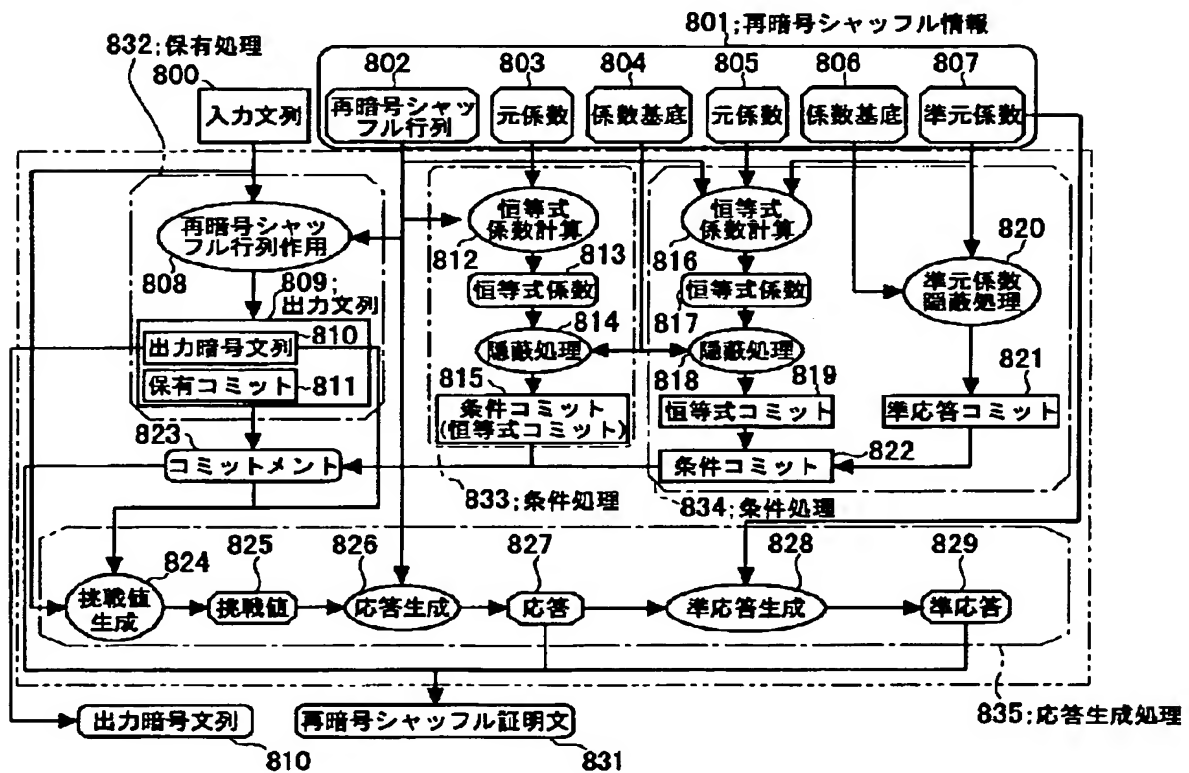 801;再暗号シャッフル情報
832;保有処理
800
802
803
804
805
806
807
入力文列
再暗号シャッ
フル行列
元係数
係数基底
元係数
係数基底
準元係数
再暗号シャッ
フル行列作用
808
恒等式
係数計算
812
813
恒等式
係数計算
816
820
準元係数
隠蔽処理
809;
出力文列
恒等式係数
恒等式係数
817
810
出力暗号文列
814
隠蔽処理
隠蔽処理
818
保有コミット
811
815
819
821
条件コミット
(恒等式コミット)
恒等式コミット
準応答コミット
823
コミットメント
条件コミット
822
833;条件処理
834;条件処理
824
825
826
827
828
829
挑戦値
生成
挑戦値
応答生成
応答
準応答生成
準応答
出力暗号文列
再暗号シャッフル証明文
835;応答生成処理
810
831